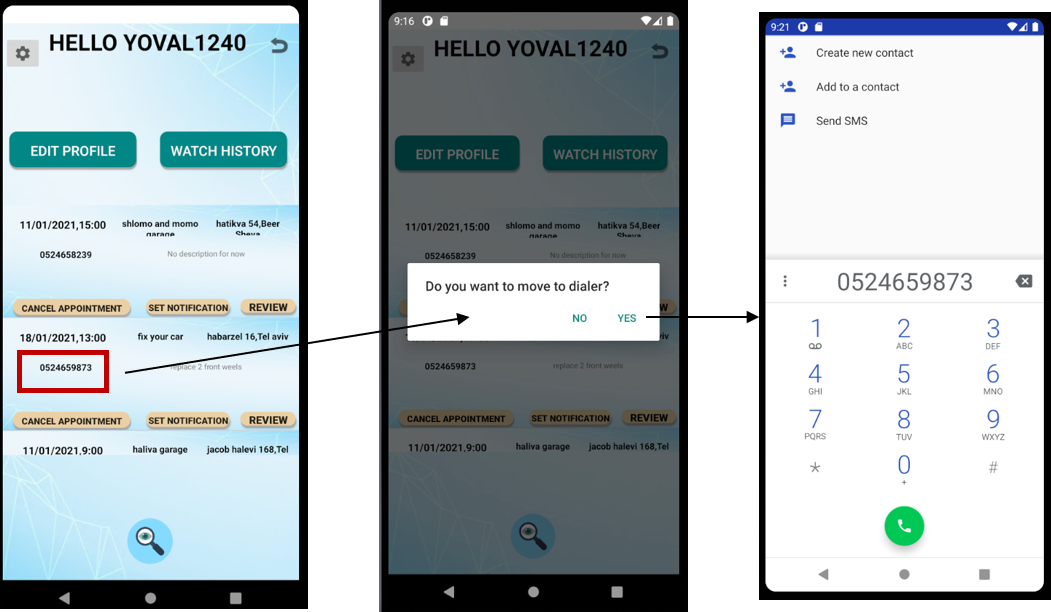 HELLO YOVAL1240
EDIT PROFILE
WATCH HISTORY
11/01/2021,15:00
shlomo and momo
garage
hatikva 54,Beer
Sheva
0524658239
No description for now
CANCEL APPOINTMENT
SET NOTIFICATION
REVIEW
18/01/2021,13:00
fix your car
habarzel 16,Tel aviv
0524659873
replace 2 front weels
CANCEL APPOINTMENT
SET NOTIFICATION
REVIEW
11/01/2021,9:00
haliva garage
jacob halevi 168,Tel
9:16
HELLO YOVAL1240
EDIT PROFILE
WATCH HISTORY
11/01/2021,15:00
shlomo and momo
garage
hatikva 54,Beer
Sheva
0524658239
No description for now
Do you want to move to dialer?
NO
YES
0524659873
replace 2 front weels
CANCEL APPOINTMENT
SET NOTIFICATION
REVIEW
11/01/2021,9:00
haliva garage
jacob halevi 168,Tel
9:21
Create new contact
Add to a contact
Send SMS
0524659873
1
2
ABC
3
DEF
4
GHI
5
JKL
6
MNO
7
PQRS
8
TUV
9
WXYZ
*
0
+
#